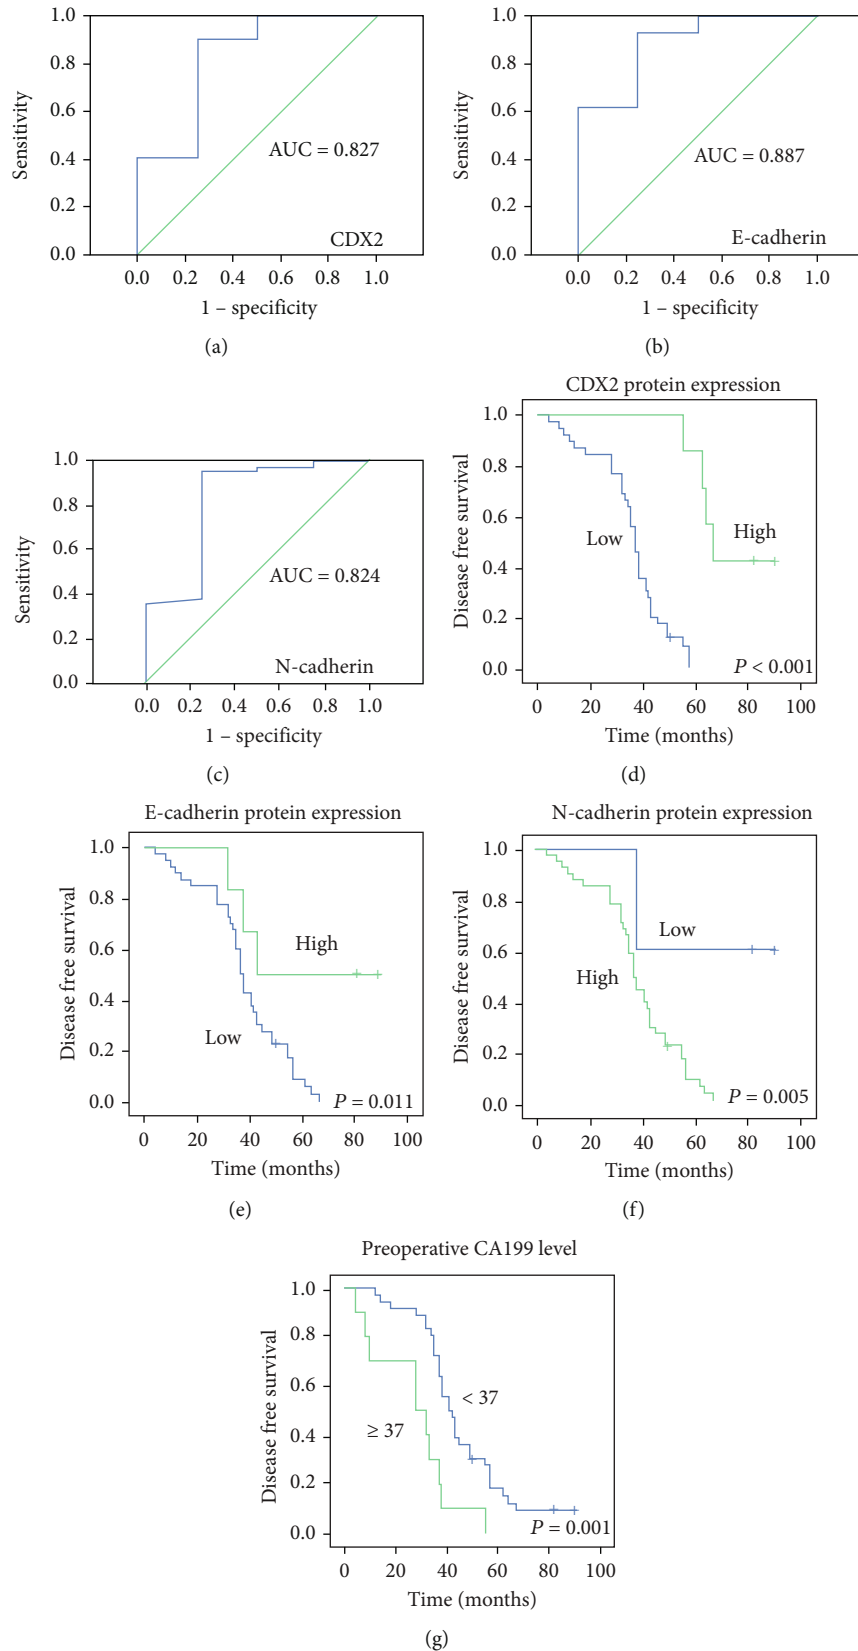 1.0
0.8
0.6
0.4
0.2
0.0
Sensitivity
AUC = 0.827
CDX2
0.0 0.2 0.4 0.6 0.8 1.0
1 – specificity
(a)
1.0
0.8
0.6
0.4
0.2
0.0
Sensitivity
AUC = 0.887
E-cadherin
0.0 0.2 0.4 0.6 0.8 1.0
1 – specificity
(b)
1.0
0.8
0.6
0.4
0.2
0.0
Sensitivity
AUC = 0.824
N-cadherin
0.0 0.2 0.4 0.6 0.8 1.0
1 – specificity
(c)
CDX2 protein expression
1.0
0.8
0.6
0.4
0.2
0.0
Disease free survival
Low
High
P < 0.001
0 20 40 60 80 100
Time (months)
(d)
E-cadherin protein expression
1.0
0.8
0.6
0.4
0.2
0.0
Disease free survival
High
Low
P = 0.011
0 20 40 60 80 100
Time (months)
(e)
N-cadherin protein expression
1.0
0.8
0.6
0.4
0.2
0.0
Disease free survival
Low
High
P = 0.005
0 20 40 60 80 100
Time (months)
(f)
Preoperative CA199 level
1.0
0.8
0.6
0.4
0.2
0.0
Disease free survival
< 37
≥ 37
P = 0.001
0 20 40 60 80 100
Time (months)
(g)